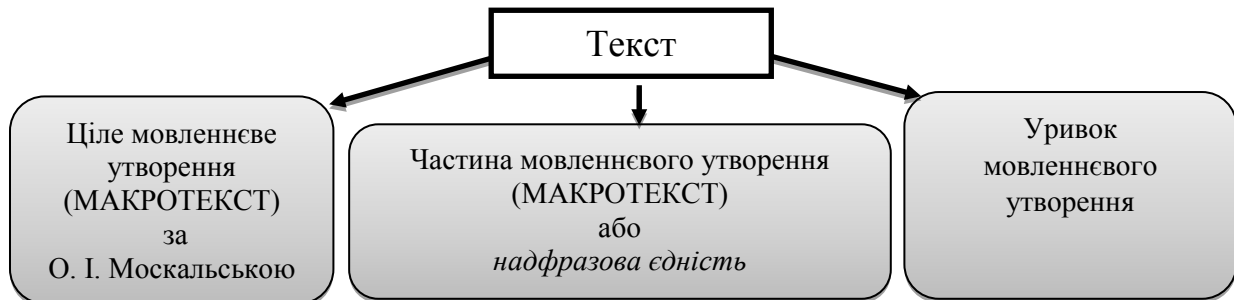 Текст
Ціле мовленнєве
утворення
(МАКРОТЕКСТ)
за
О. І. Москальською
Частина мовленнєвого утворення
(МАКРОТЕКСТ)
або
надфразова єдність
Уривок
мовленнєвого
утворення